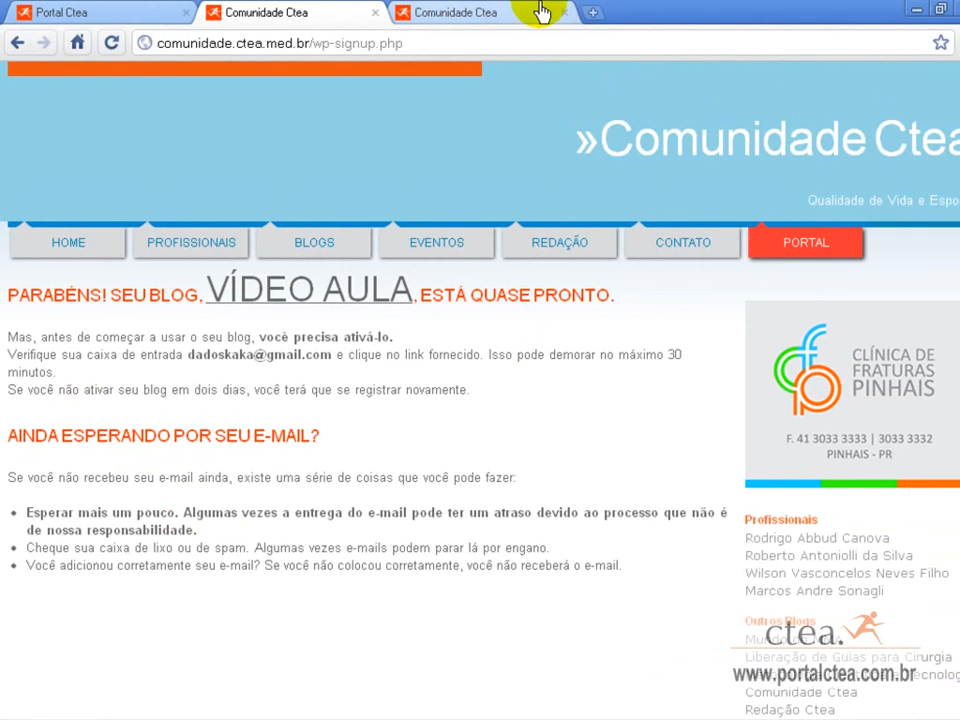 Portal Ctea
Comunidade Ctea
Comunidade Ctea
comunidade.ctea.med.br/wp-signup.php
»Comunidade Ctea
Qualidade de Vida e Espo
HOME
PROFISSIONAIS
BLOGS
EVENTOS
REDAÇÃO
CONTATO
PORTAL
PARABÉNS! SEU BLOG, VÍDEO AULA, ESTÁ QUASE PRONTO.
Mas, antes de começar a usar o seu blog, você precisa ativá-lo.
Verifique sua caixa de entrada dadoskaka@gmail.com e clique no link fornecido. Isso pode demorar no máximo 30
minutos.
Se você não ativar seu blog em dois dias, você terá que se registrar novamente.
AINDA ESPERANDO POR SEU E-MAIL?
Se você não recebeu seu e-mail ainda, existe uma série de coisas que você pode fazer:
Esperar mais um pouco. Algumas vezes a entrega do e-mail pode ter um atraso devido ao processo que não é
de nossa responsabilidade.
Cheque sua caixa de lixo ou de spam. Algumas vezes e-mails podem parar lá por engano.
Você adicionou corretamente seu e-mail? Se não colocou corretamente, você não receberá o e-mail.
CLÍNICA DE
FRATURAS
PINHAIS
F. 41 3033 3333 | 3033 3332
PINHAIS - PR
Profissionais
Rodrigo Abbud Canova
Roberto Antoniolli da Silva
Wilson Vasconcelos Neves Filho
Marcos Andre Sonagli
Outros Blogs
ctea.
Liberação de Guias para Cirurgia
www.portalctea.com.br
Comunidade Ctea
Redação Ctea